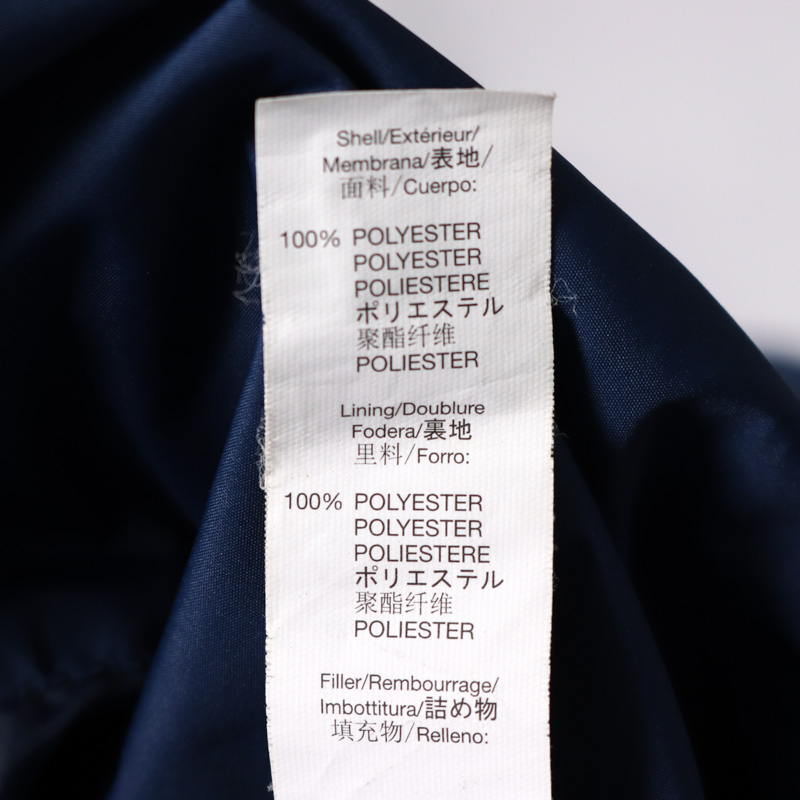 Shell/Extérieur/
Membrana/表地/
面料/Cuerpo:
100% POLYESTER
POLYESTER
POLIESTERE
ポリエステル
聚酯纤维
POLIESTER
Lining/Doublure
Fodera/裏地/
里料/Forro:
100% POLYESTER
POLYESTER
POLIESTERE
ポリエステル
聚酯纤维
POLIESTER
Filler/Rembourrage/
Imbottitura/詰め物
填充物/Relleno: